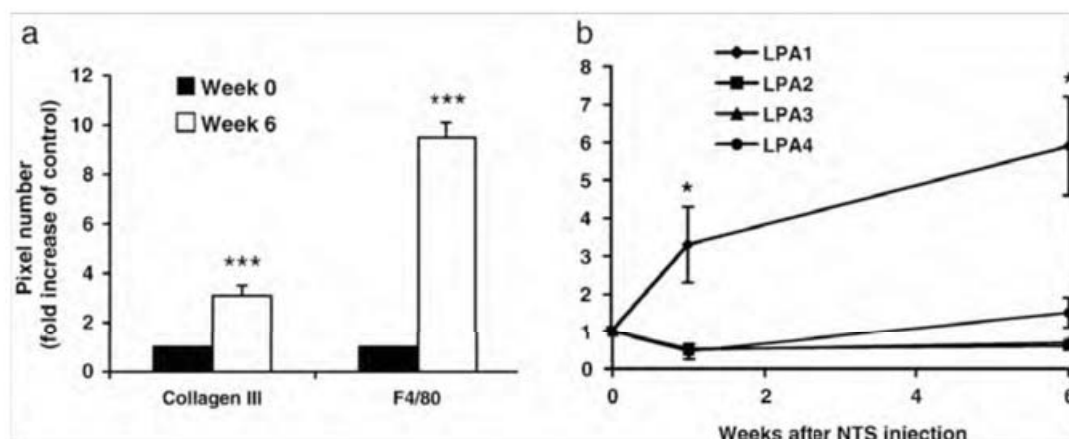 a
Pixel number
(fold increase of control)
12
10
8
6
4
2
0
Week 0
Week 6
***
***
Collagen III
F4/80
b
8
7
6
5
4
3
2
1
0
LPA1
LPA2
LPA3
LPA4
*
*
0
2
4
6
Weeks after NTS injection